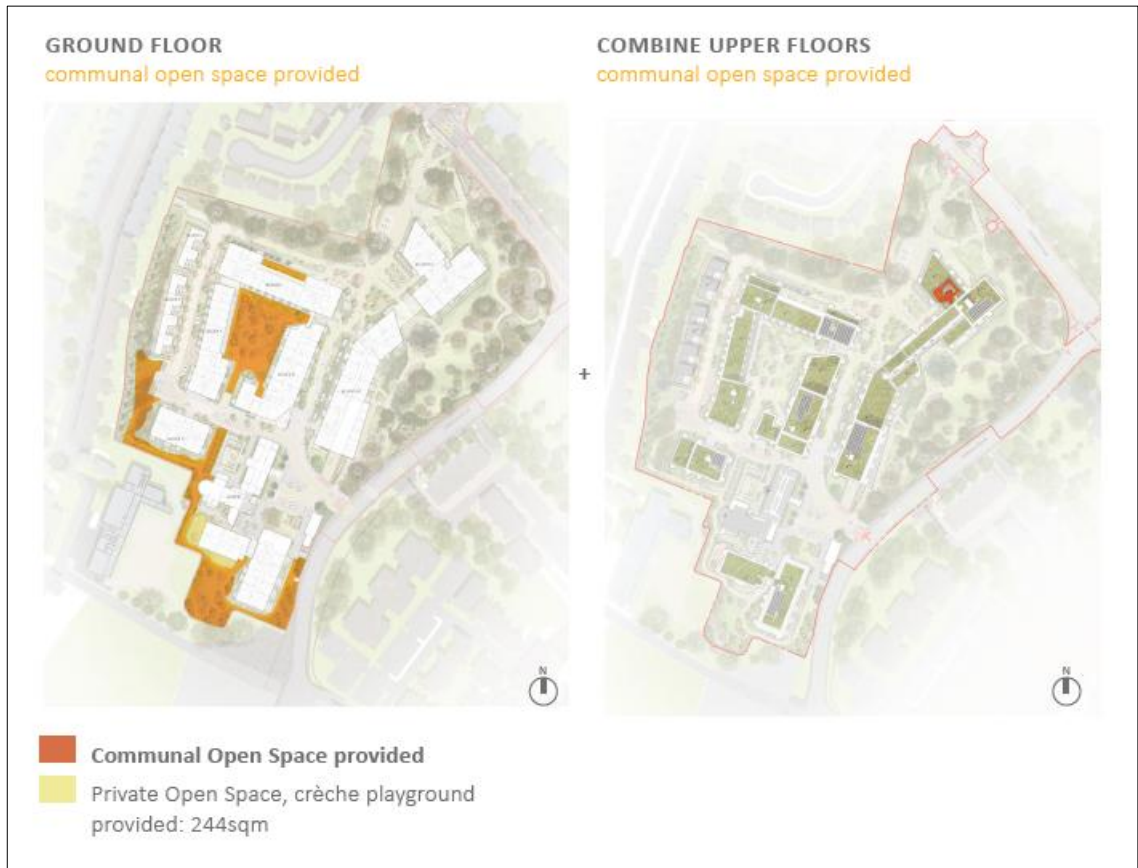 GROUND FLOOR
communal open space provided
COMBINE UPPER FLOORS
communal open space provided
+
N
N
Communal Open Space provided
Private Open Space, crèche playground
provided: 244sqm